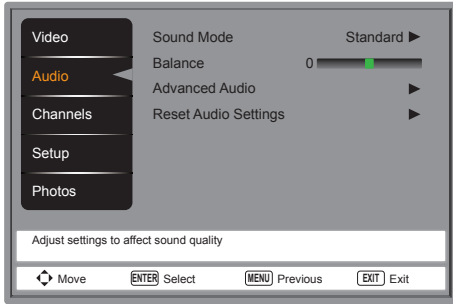 Video
Audio
Channels
Setup
Photos
Sound Mode Standard
Balance 0
Advanced Audio
Reset Audio Settings
Adjust settings to affect sound quality
Move ENTER Select MENU Previous EXIT Exit